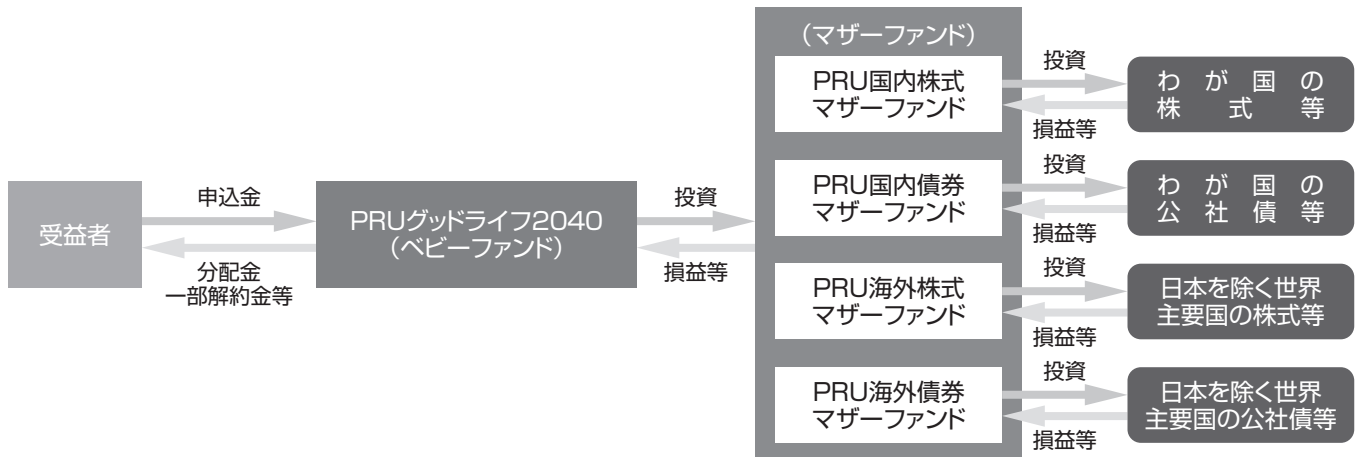 受益者
申込金
分配金
一部解約金等
PRUグッドライフ2040
(ベビーファンド)
投資
損益等
(マザーファンド)
PRU国内株式
マザーファンド
投資
損益等
わが国の
株式等
PRU国内債券
マザーファンド
投資
損益等
わが国の
公社債等
PRU海外株式
マザーファンド
投資
損益等
日本を除く世界
主要国の株式等
PRU海外債券
マザーファンド
投資
損益等
日本を除く世界
主要国の公社債等